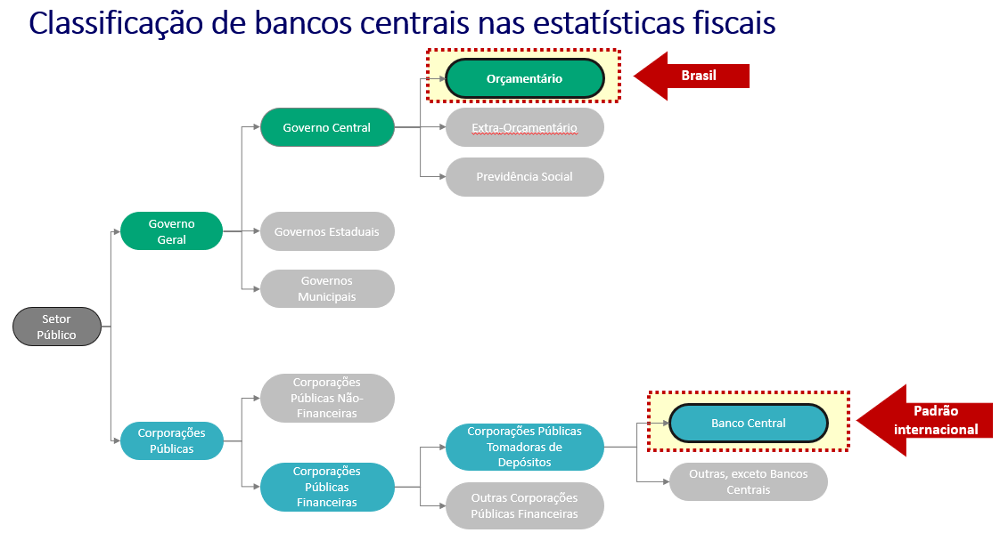 Classificação de bancos centrais nas estatísticas fiscais
Orçamentário
Brasil
Governo Central
Extra-Orcamentário
Previdência Social
Governo
Geral
Governos Estaduais
Governos
Municipais
Setor
Público
Corporações
Públicas Não-
Financeiras
Corporações
Públicas
Corporações Públicas
Tomadoras de
Depósitos
Banco Central
Padrão
internacional
Corporações
Públicas
Financeiras
Outras, exceto Bancos
Centrais
Outras Corporações
Públicas Financeiras